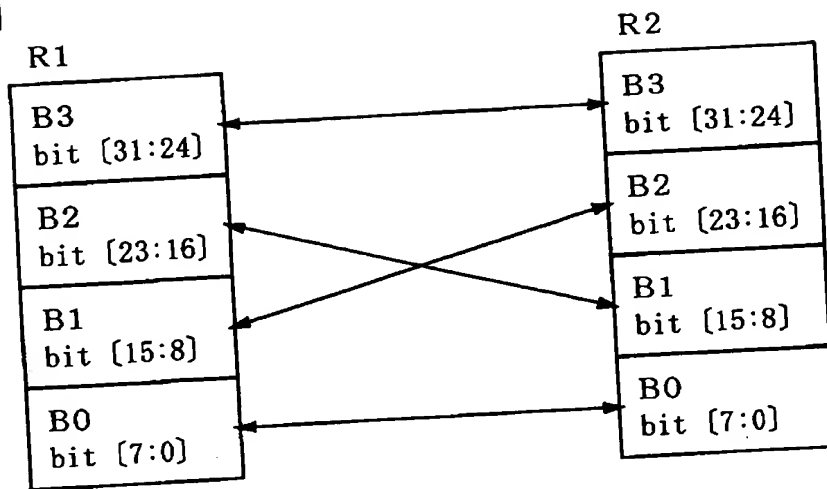 R1
B3
bit [31:24]
B2
bit [23:16]
B1
bit [15:8]
B0
bit [7:0]
R2
B3
bit [31:24]
B2
bit [23:16]
B1
bit [15:8]
B0
bit [7:0]